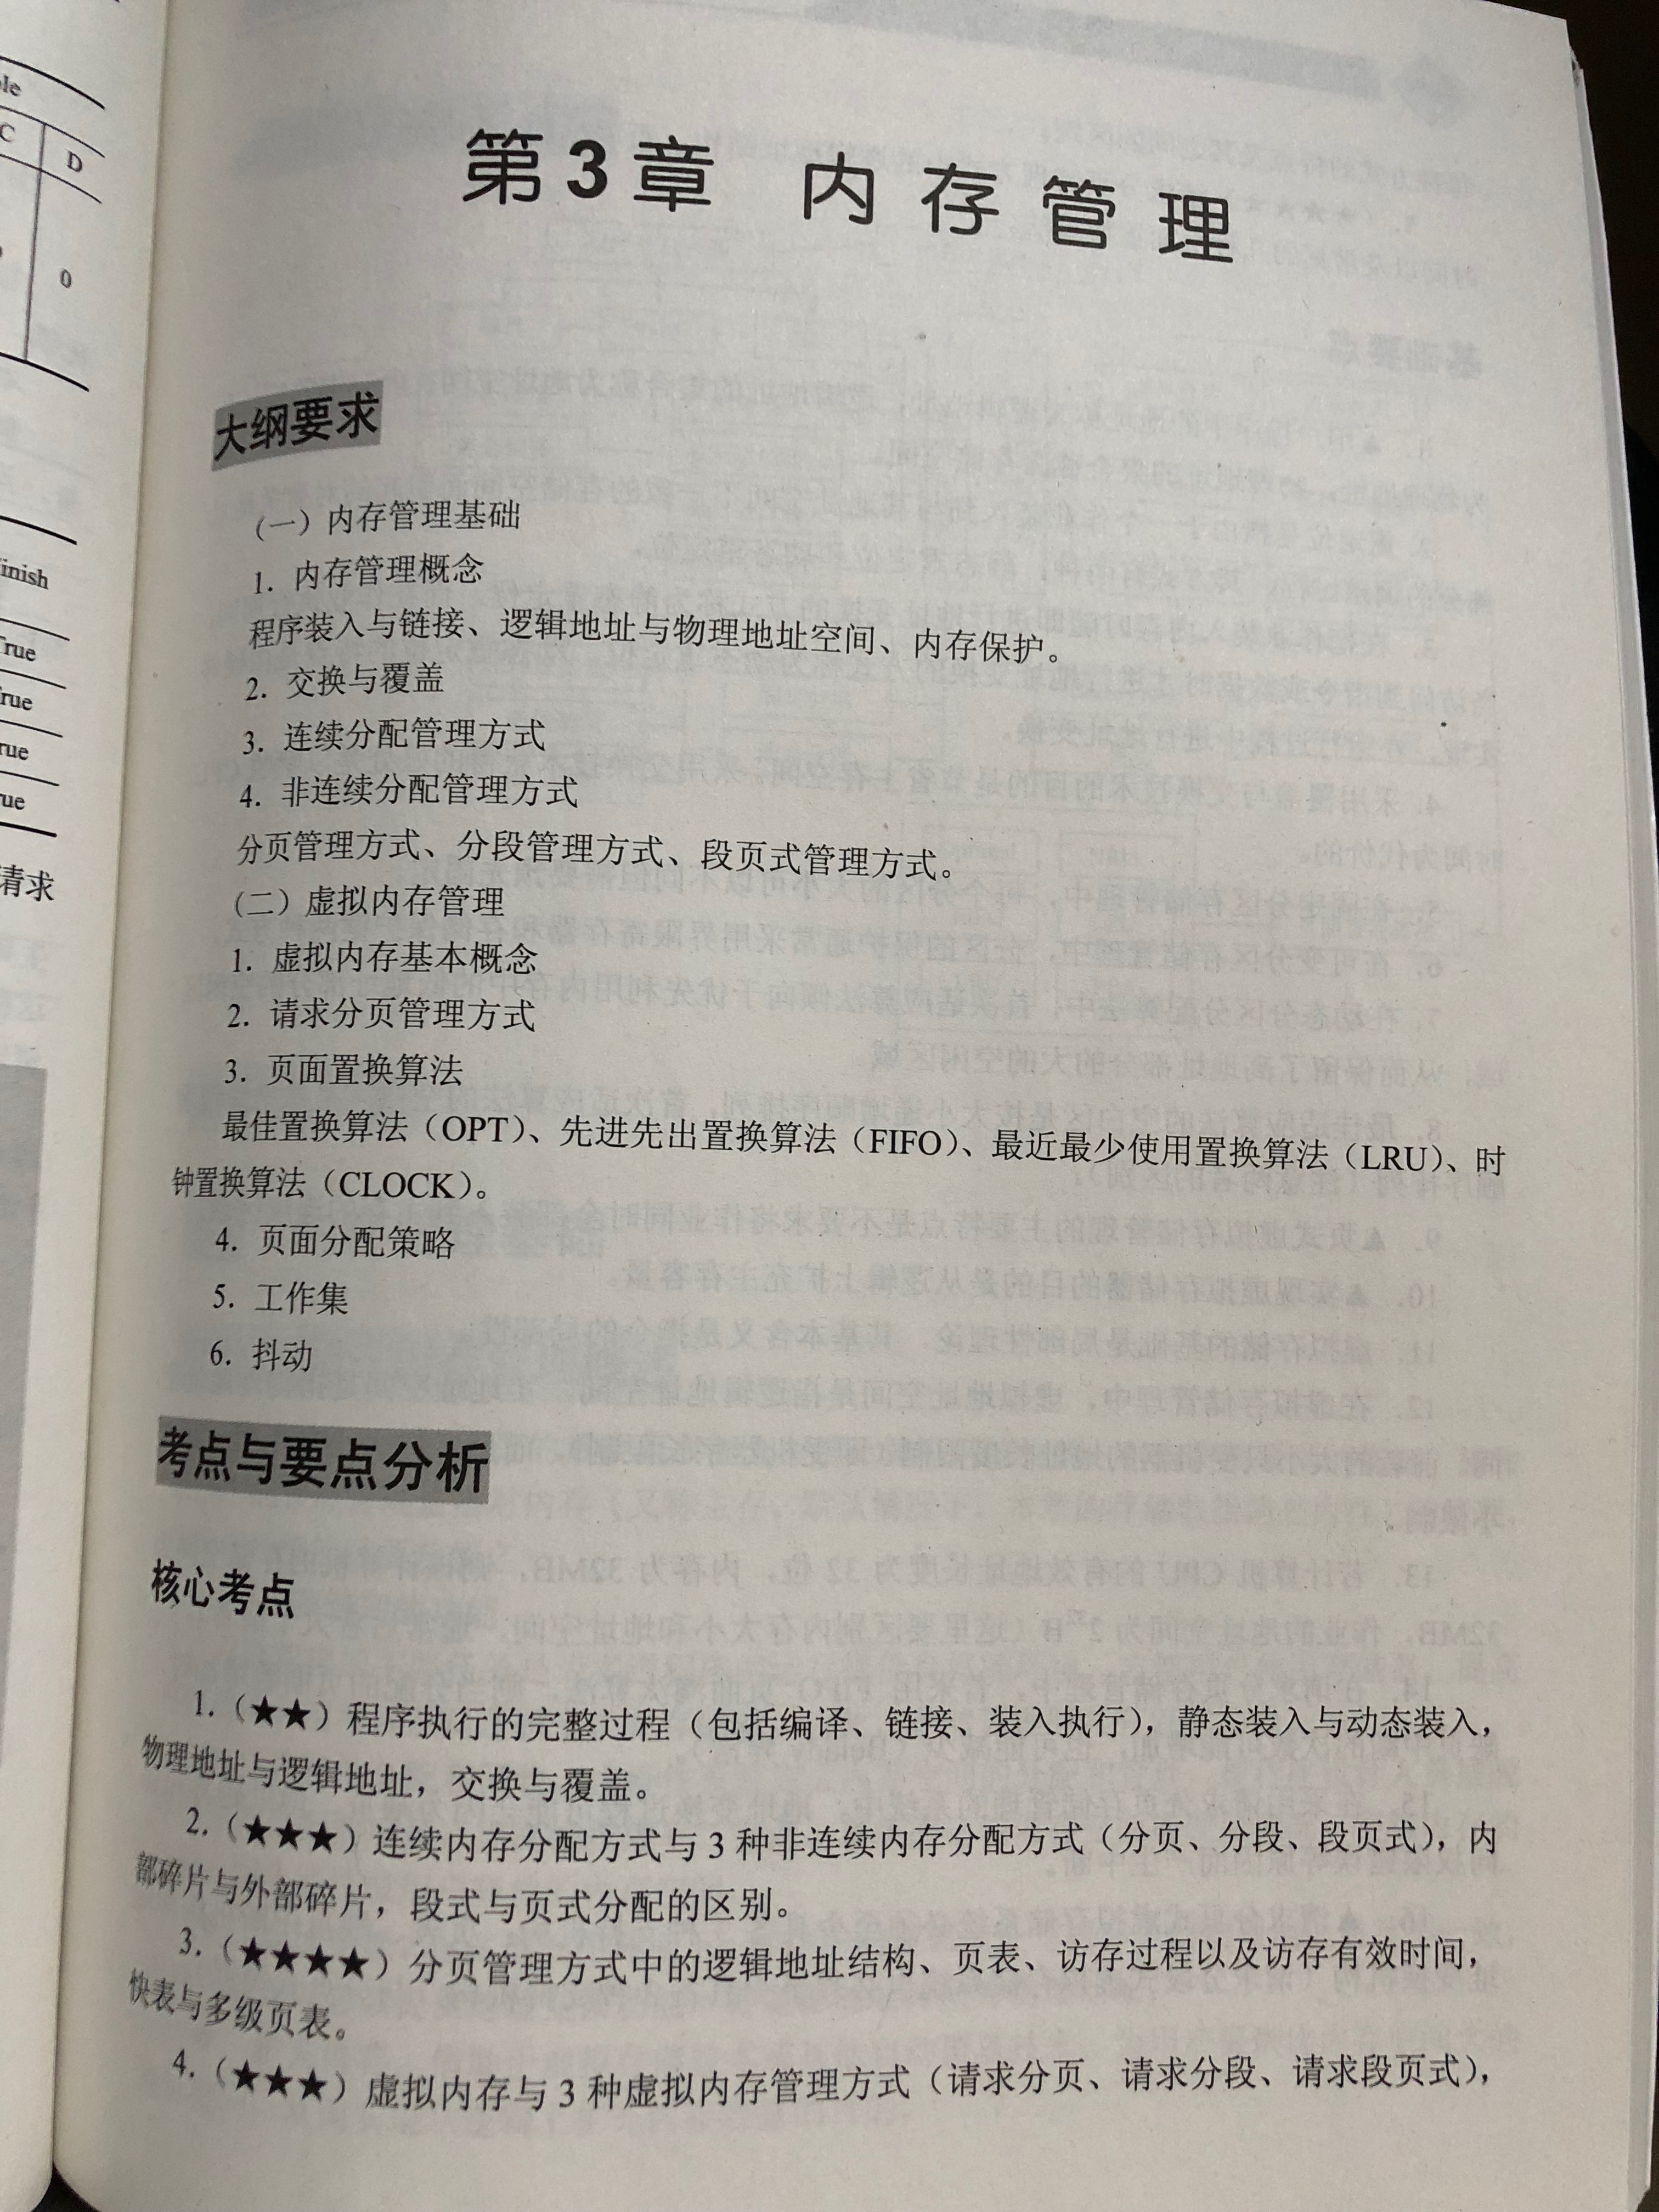 ble
C
D
0
inish
True
rue
rue
rue
请求
第3章 内存管理
大纲要求
（一）内存管理基础
1. 内存管理概念
程序装入与链接、逻辑地址与物理地址空间、内存保护。
2. 交换与覆盖
3. 连续分配管理方式
4. 非连续分配管理方式
分页管理方式、分段管理方式、段页式管理方式。
（二）虚拟内存管理
1. 虚拟内存基本概念
2. 请求分页管理方式
3. 页面置换算法
最佳置换算法（OPT）、先进先出置换算法（FIFO）、最近最少使用置换算法（LRU）、时
钟置换算法（CLOCK）。
4. 页面分配策略
5. 工作集
6. 抖动
考点与要点分析
核心考点
1.（★★）程序执行的完整过程（包括编译、链接、装入执行），静态装入与动态装入，
物理地址与逻辑地址，交换与覆盖。
2.（★★★）连续内存分配方式与 3 种非连续内存分配方式（分页、分段、段页式），内
部碎片与外部碎片，段式与页式分配的区别。
3.（★★★★）分页管理方式中的逻辑地址结构、页表、访存过程以及访存有效时间，
快表与多级页表。
4.（★★★）虚拟内存与 3 种虚拟内存管理方式（请求分页、请求分段、请求段页式），